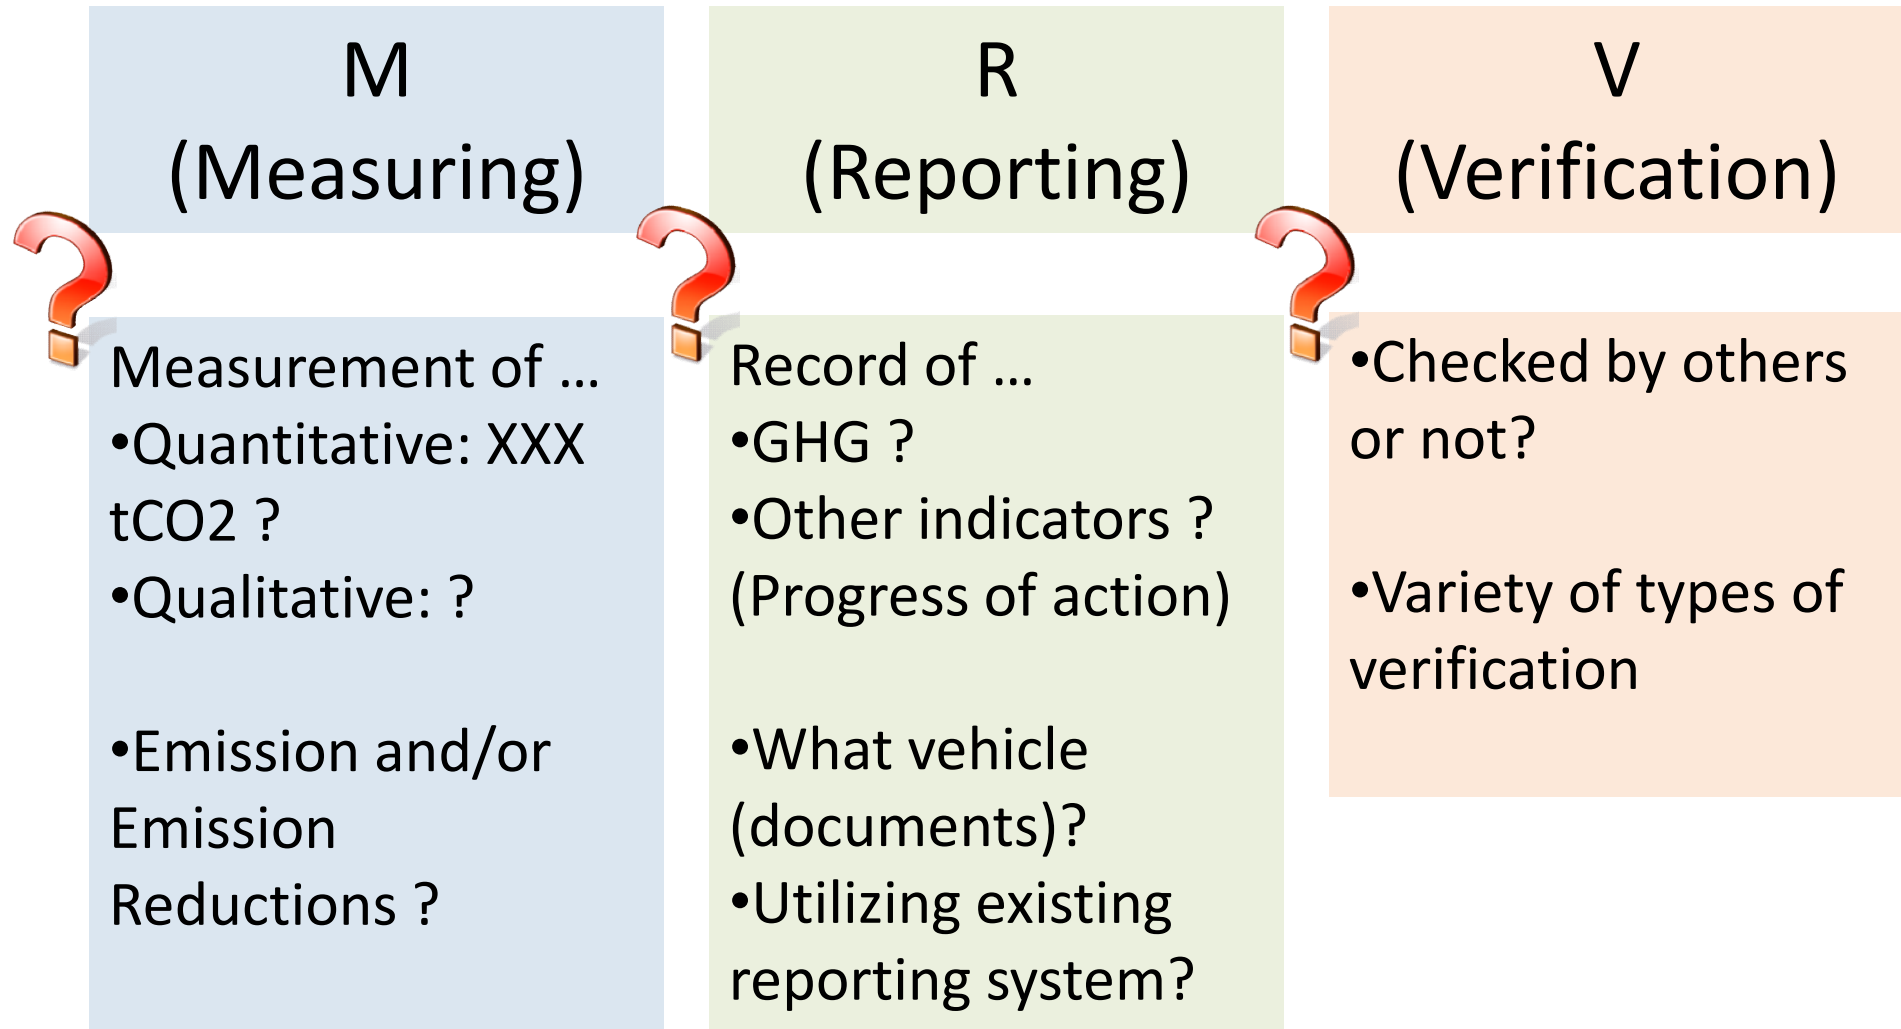 M
(Measuring)
Measurement of …
•Quantitative: XXX
tCO2 ?
•Qualitative: ?
•Emission and/or
Emission
Reductions ?
R
(Reporting)
Record of …
•GHG ?
•Other indicators ?
(Progress of action)
•What vehicle
(documents)?
•Utilizing existing
reporting system?
V
(Verification)
•Checked by others
or not?
•Variety of types of
verification